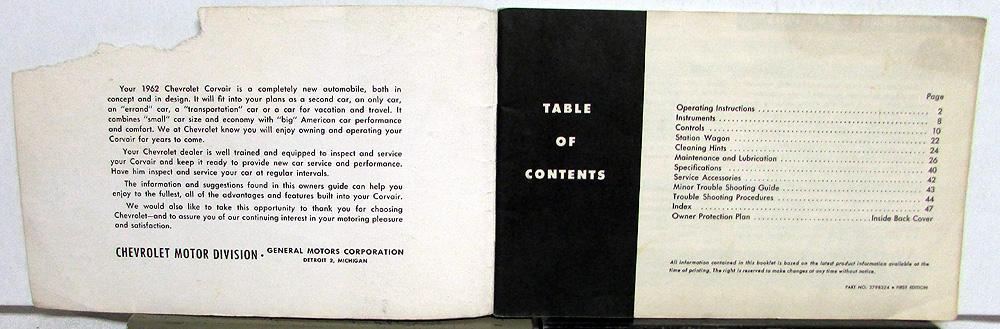 Your 1962 Chevrolet Corvair is a completely new automobile, both in
concept and in design. It will fit into your plans as a second car, an only car,
an "errand" car, a "transportation" car or a car for vacation and travel. It
combines "small" car size and economy with "big" American car performance
and comfort. We at Chevrolet know you will enjoy owning and operating your
Corvair for years to come.
Your Chevrolet dealer is well trained and equipped to inspect and service
your Corvair and keep it ready to provide new car service and performance.
Have him inspect and service your car at regular intervals.
The information and suggestions found in this owners guide can help you
enjoy to the fullest, all of the advantages and features built into your Corvair.
We would also like to take this opportunity to thank you for choosing
Chevrolet—and to assure you of our continuing interest in your motoring pleasure
and satisfaction.
CHEVROLET MOTOR DIVISION • GENERAL MOTORS CORPORATION
DETROIT 2, MICHIGAN
TABLE
OF
CONTENTS
Page
Operating Instructions 2
Instruments 8
Controls 10
Station Wagon 22
Cleaning Hints 24
Maintenance and Lubrication 26
Specifications 40
Service Accessories 42
Minor Trouble Shooting Guide 43
Trouble Shooting Procedures 44
Index 47
Owner Protection Plan Inside Back Cover
All information contained in this booklet is based on the latest product information available at the
time of printing. The right is reserved to make changes at any time without notice.
PART NO. 3798324 • FIRST EDITION